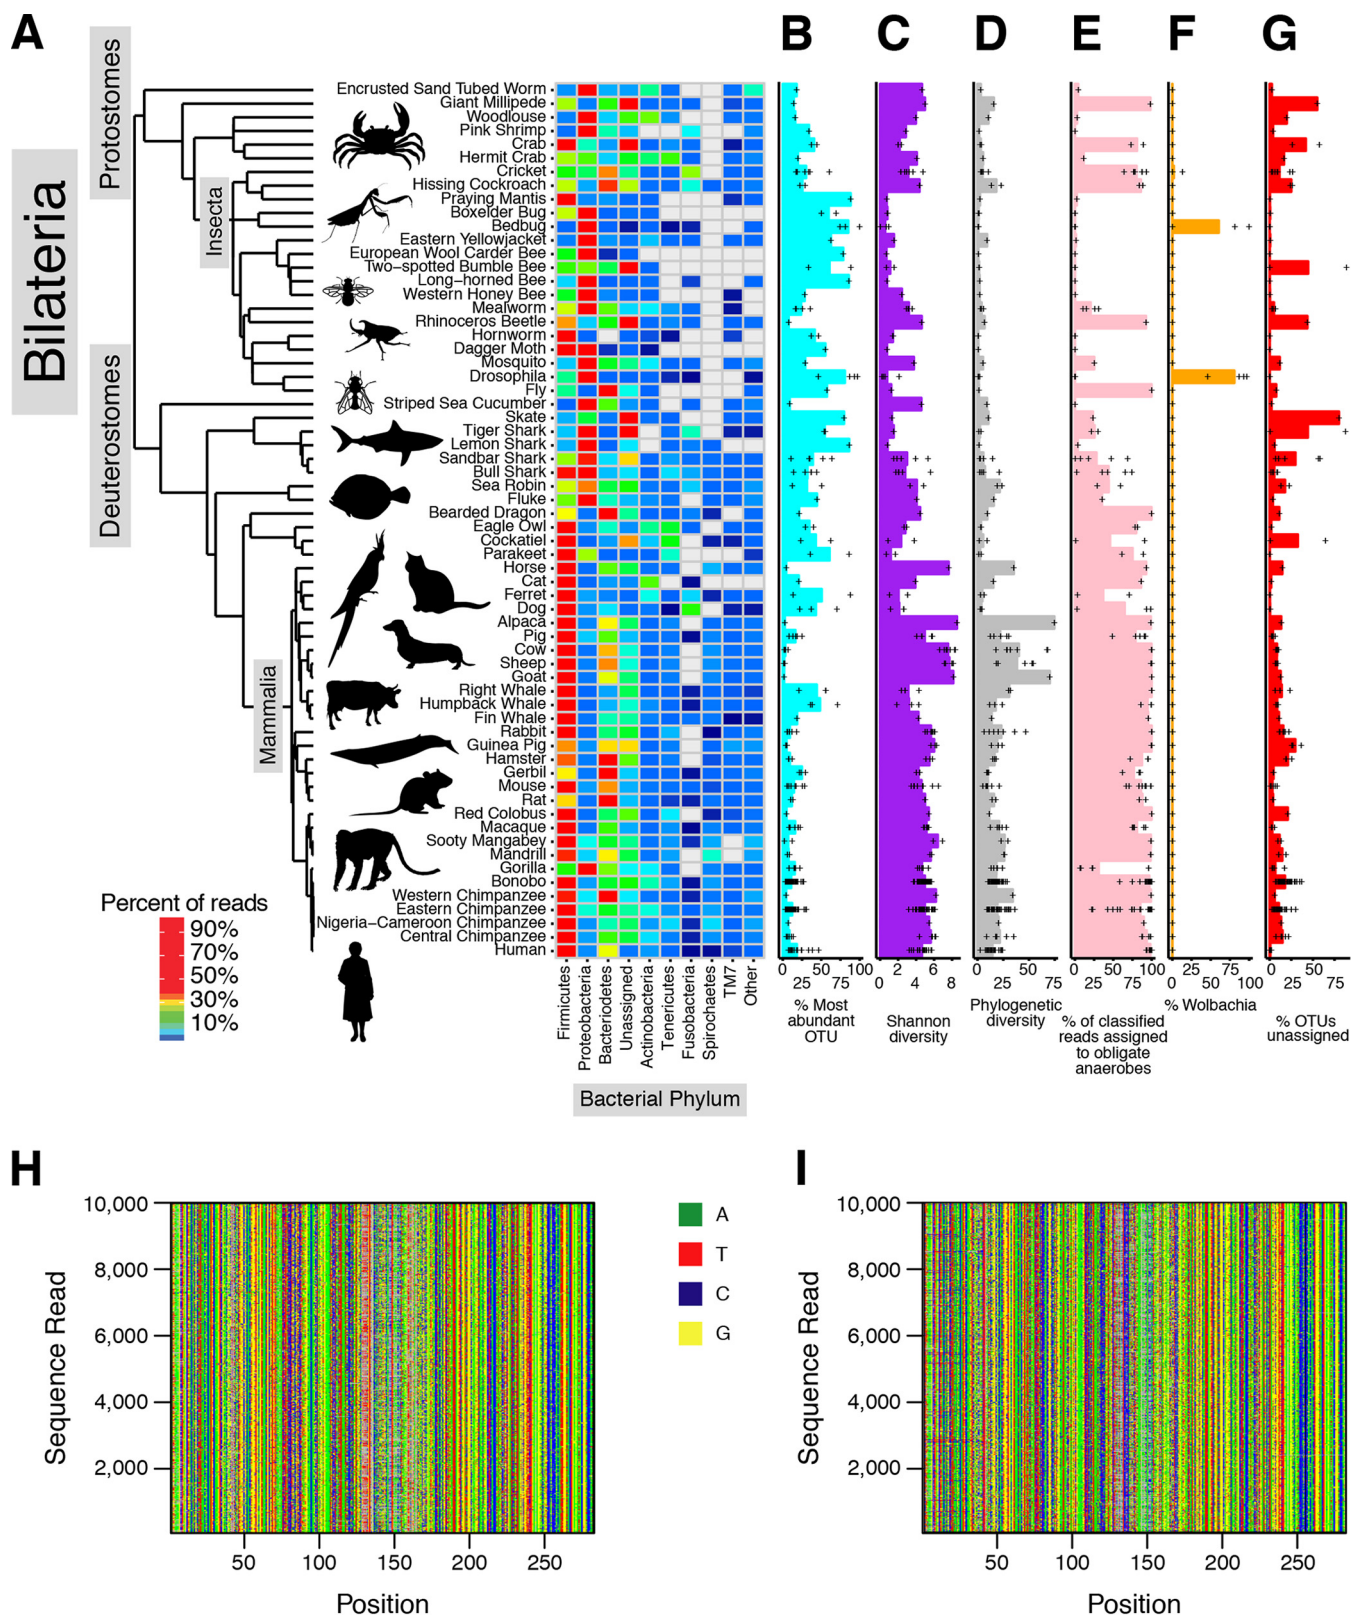 A
B
C
D
E
F
G
Bilateria
Protostomes
Insecta
Deuterostomes
Mammalia
Encrusted Sand Tubed Worm
Giant Millipede
Woodlouse
Pink Shrimp
Crab
Hermit Crab
Cricket
Hissing Cockroach
Praying Mantis
Boxelder Bug
Bedbug
Eastern Yellowjacket
European Wool Carder Bee
Two-spotted Bumble Bee
Long-horned Bee
Western Honey Bee
Mealworm
Rhinoceros Beetle
Hornworm
Dagger Moth
Mosquito
Drosophila
Fly
Striped Sea Cucumber
Skate
Tiger Shark
Lemon Shark
Sandbar Shark
Bull Shark
Sea Robin
Fluke
Bearded Dragon
Eagle Owl
Cockatiel
Parakeet
Horse
Cat
Ferret
Dog
Alpaca
Pig
Cow
Sheep
Goat
Right Whale
Humpback Whale
Fin Whale
Rabbit
Guinea Pig
Hamster
Gerbil
Mouse
Rat
Red Colobus
Macaque
Sooty Mangabey
Mandrill
Gorilla
Bonobo
Western Chimpanzee
Eastern Chimpanzee
Nigeria-Cameroon Chimpanzee
Central Chimpanzee
Human
Percent of reads
90%
70%
50%
30%
10%
Firmicutes
Proteobacteria
Bacteriodetes
Unassigned
Actinobacteria
Tenericutes
Fusobacteria
Spirochaetes
TM7
Other
Bacterial Phylum
0 50 100
% Most
abundant
OTU
0 2 4 6 8
Shannon
diversity
0 25 50 75
Phylogenetic
diversity
0 25 50 75 100
% of classified
reads assigned
to obligate
anaerobes
0 25 50 75 100
% Wolbachia
0 25 75
% OTUs
unassigned
H
10,000
8,000
6,000
4,000
2,000
Sequence Read
50 100 150 200 250
Position
A
T
C
G
I
10,000
8,000
6,000
4,000
2,000
Sequence Read
50 100 150 200 250
Position